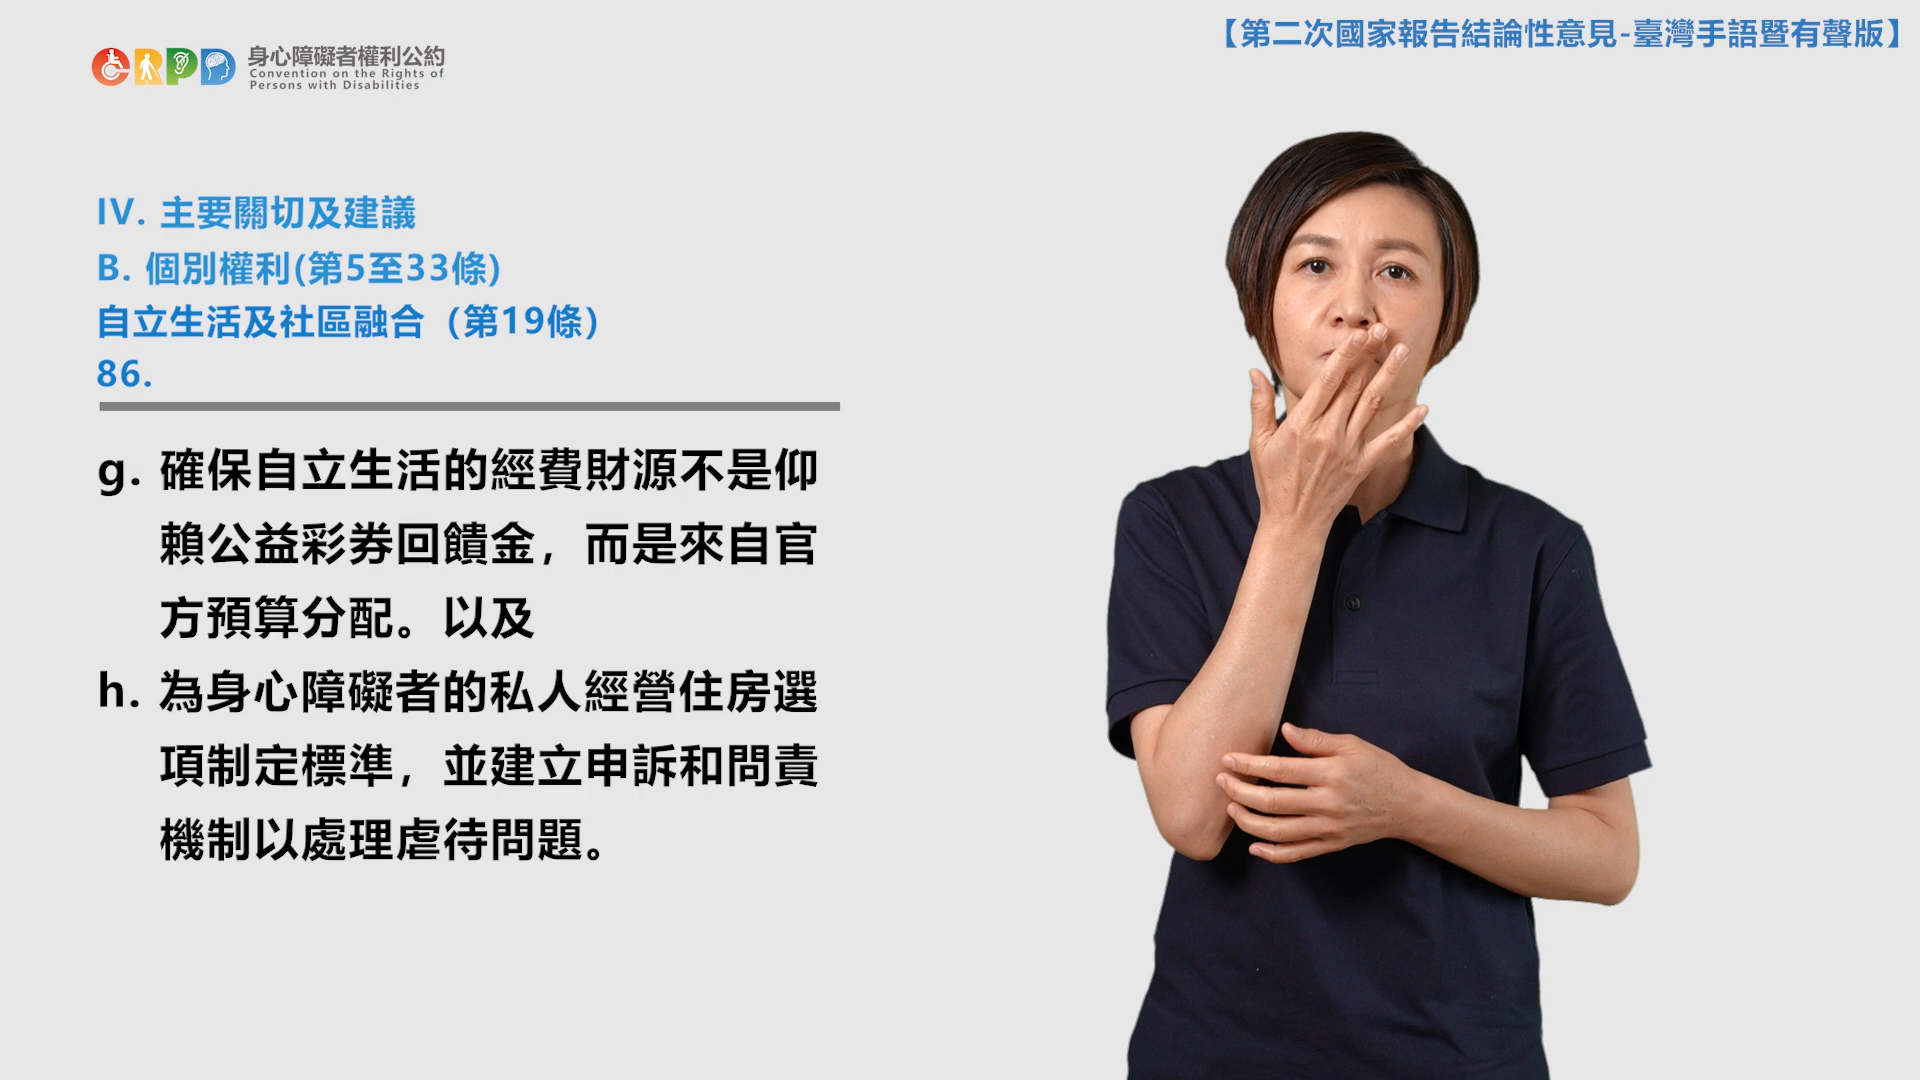 【第二次國家報告結論性意見-臺灣手語暨有聲版】
CRPD 身心障礙者權利公約
Convention on the Rights of
Persons with Disabilities
IV. 主要關切及建議
B. 個別權利(第5至33條)
自立生活及社區融合（第19條）
86.
g. 確保自立生活的經費財源不是仰
賴公益彩券回饋金，而是來自官
方預算分配。以及
h. 為身心障礙者的私人經營住房選
項制定標準，並建立申訴和問責
機制以處理虐待問題。